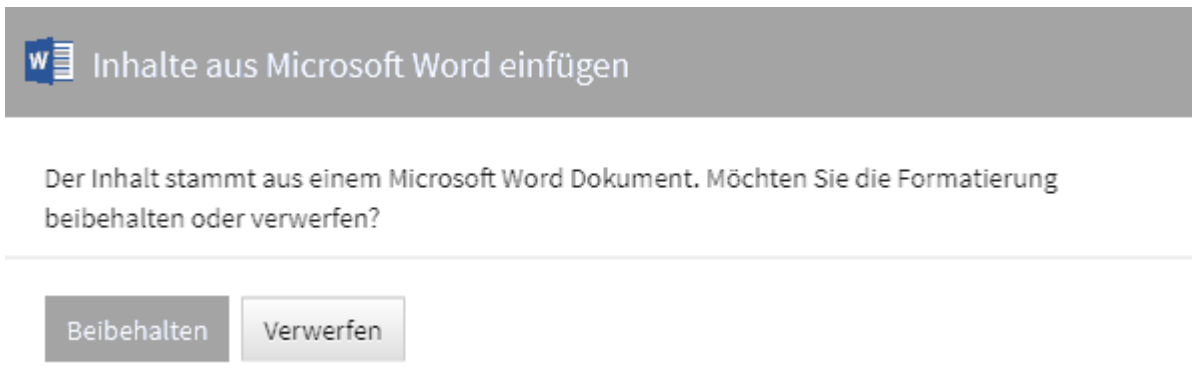 Inhalte aus Microsoft Word einfügen
Der Inhalt stammt aus einem Microsoft Word Dokument. Möchten Sie die Formatierung
beibehalten oder verwerfen?
Beibehalten Verwerfen